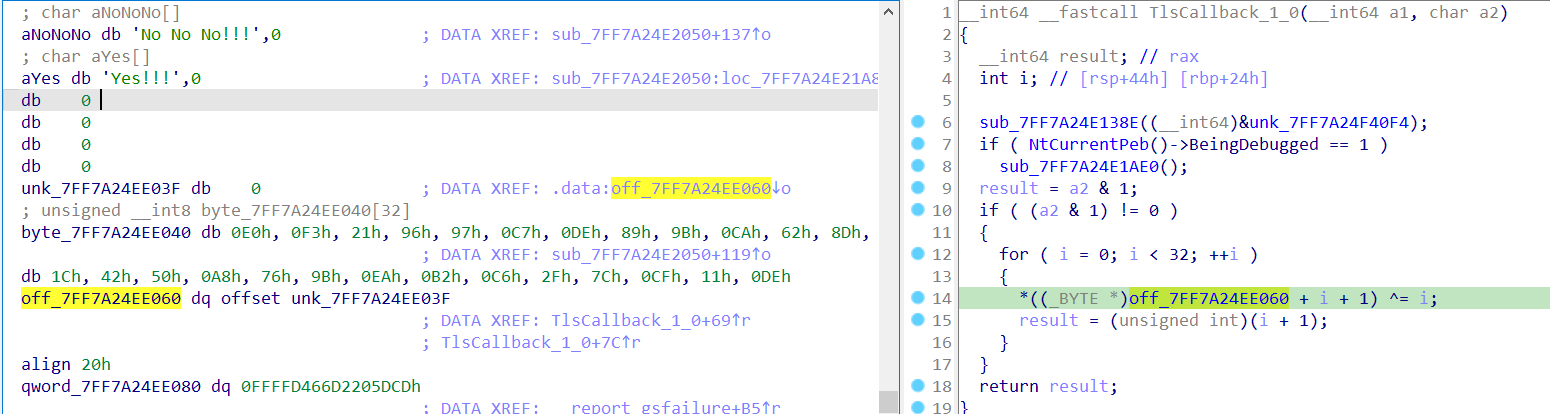 ; char aNoNoNo[]
aNoNoNo db 'No No No!!!',0 ; DATA XREF: sub_7FF7A24E2050+137↑o
; char aYes[]
aYes db 'Yes!!!',0 ; DATA XREF: sub_7FF7A24E2050:loc_7FF7A24E21A8
db 0
db 0
db 0
db 0
unk_7FF7A24EE03F db 0 ; DATA XREF: .data:off_7FF7A24EE060↓o
; unsigned __int8 byte_7FF7A24EE040[32]
byte_7FF7A24EE040 db 0E0h, 0F3h, 21h, 96h, 97h, 0C7h, 0DEh, 89h, 9Bh, 0CAh, 62h, 8Dh,
; DATA XREF: sub_7FF7A24E2050+119↑o
db 1Ch, 42h, 50h, 0A8h, 76h, 9Bh, 0EAh, 0B2h, 0C6h, 2Fh, 7Ch, 0CFh, 11h, 0DEh
off_7FF7A24EE060 dq offset unk_7FF7A24EE03F
; DATA XREF: TlsCallback_1_0+69↑r
; TlsCallback_1_0+7C↑r
align 20h
qword_7FF7A24EE080 dq 0FFFFD466D2205DCDh
; DATA XREF: __report_gsfailure+B5↑r
1 __int64 __fastcall TlsCallback_1_0(__int64 a1, char a2)
2 {
3 __int64 result; // rax
4 int i; // [rsp+44h] [rbp+24h]
5
6 sub_7FF7A24E138E((__int64)&unk_7FF7A24F40F4);
7 if ( NtCurrentPeb()->BeingDebugged == 1 )
8 sub_7FF7A24E1AE0();
9 result = a2 & 1;
10 if ( (a2 & 1) != 0 )
11 {
12 for ( i = 0; i < 32; ++i )
13 {
14 *((_BYTE *)off_7FF7A24EE060 + i + 1) ^= i;
15 result = (unsigned int)(i + 1);
16 }
17 }
18 return result;
19 }